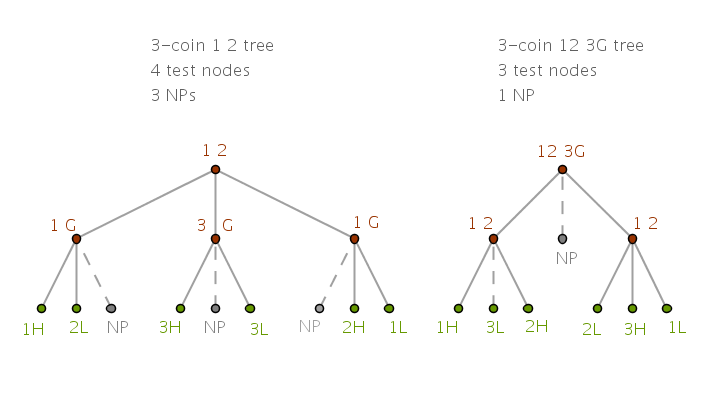 3-coin 1 2 tree
4 test nodes
3 NPs
3-coin 12 3G tree
3 test nodes
1 NP
1 2
12 3G
1 G
3 G
1 G
1 2
1 2
NP
1H
2L
NP
3H
NP
3L
NP
2H
1L
1H
3L
2H
2L
3H
1L